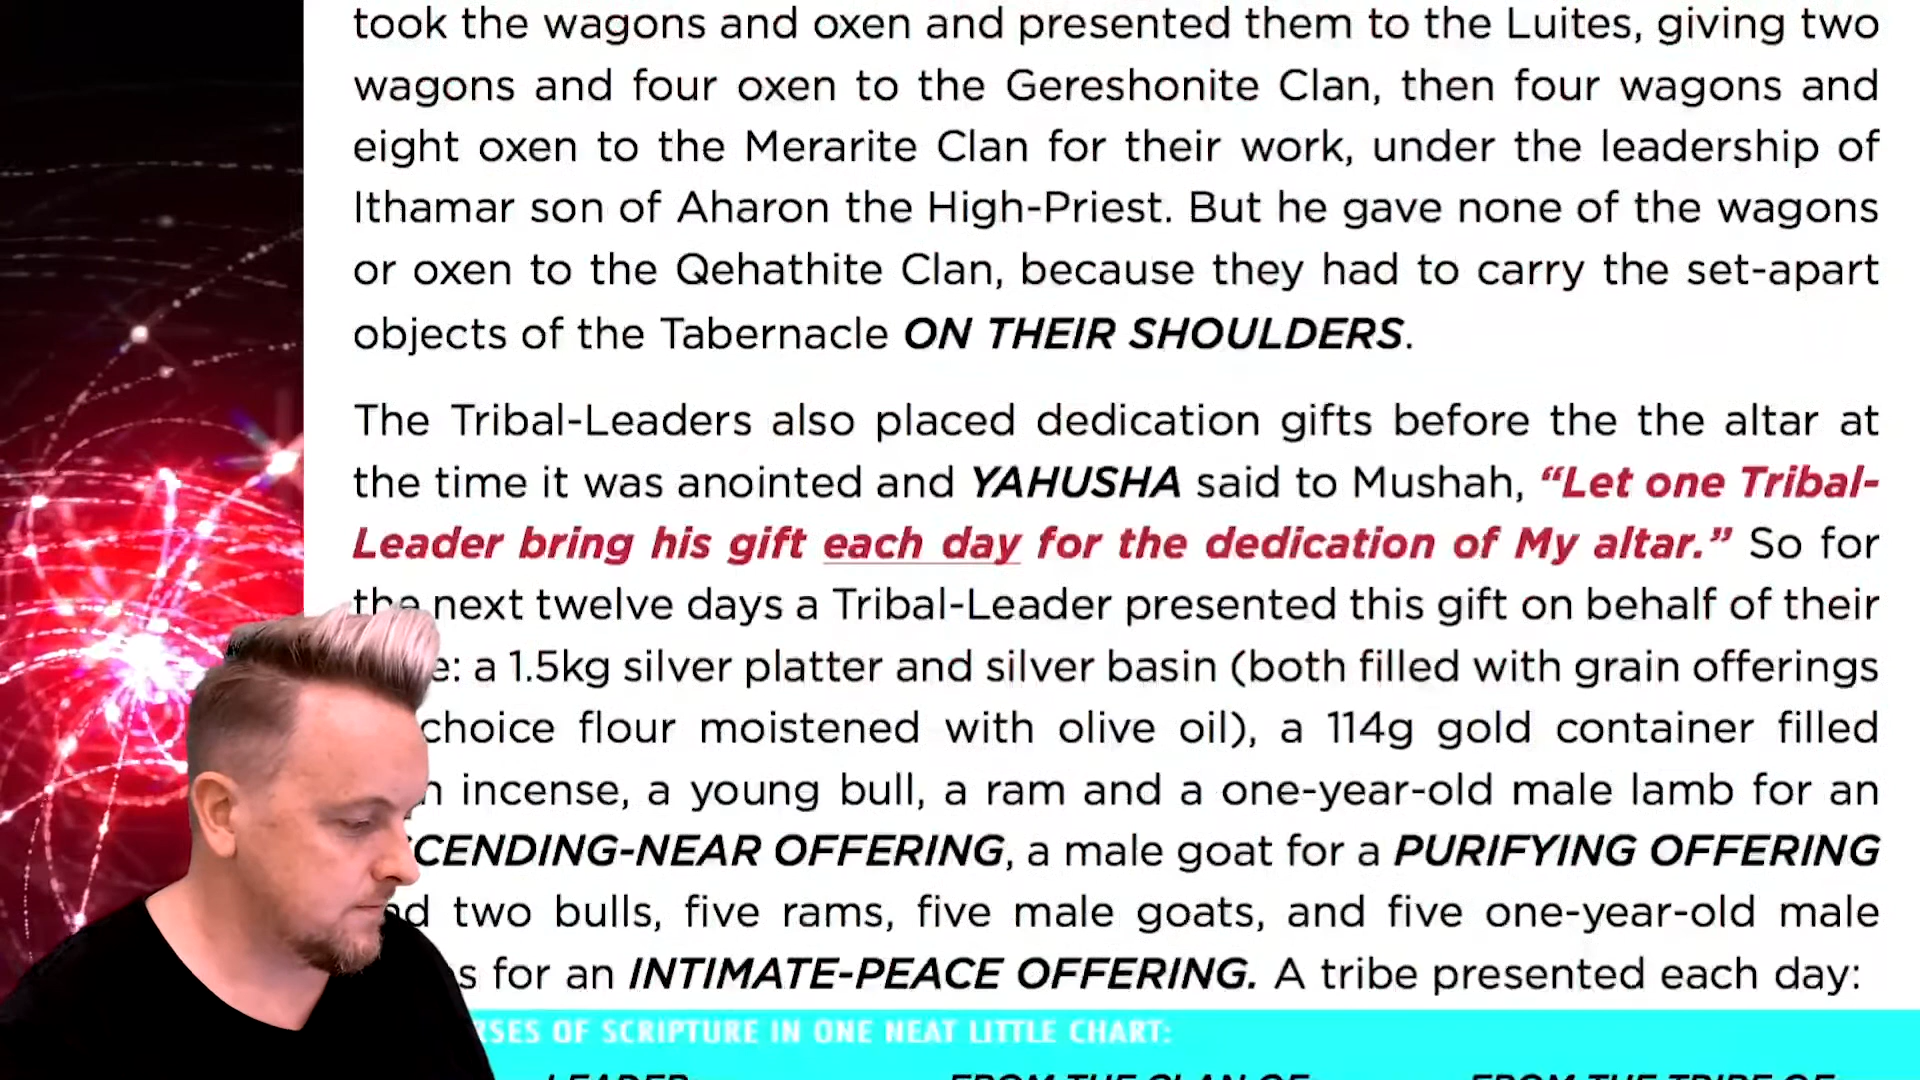 took the wagons and oxen and presented them to the Luites, giving two
wagons and four oxen to the Gereshonite Clan, then four wagons and
eight oxen to the Merarite Clan for their work, under the leadership of
Ithamar son of Aharon the High-Priest. But he gave none of the wagons
or oxen to the Qehathite Clan, because they had to carry the set-apart
objects of the Tabernacle ON THEIR SHOULDERS.
The Tribal-Leaders also placed dedication gifts before the the altar at
the time it was anointed and YAHUSHA said to Mushah, “Let one Tribal-
Leader bring his gift each day for the dedication of My altar.” So for
the next twelve days a Tribal-Leader presented this gift on behalf of their
a 1.5kg silver platter and silver basin (both filled with grain offerings
choice flour moistened with olive oil), a 114g gold container filled
incense, a young bull, a ram and a one-year-old male lamb for an
CENDING-NEAR OFFERING, a male goat for a PURIFYING OFFERING
two bulls, five rams, five male goats, and five one-year-old male
for an INTIMATE-PEACE OFFERING. A tribe presented each day:
OF SCRIPTURE IN ONE NEAT LITTLE CHART:
LEADER FROM THE CLAN OF FROM THE TRIBE OF